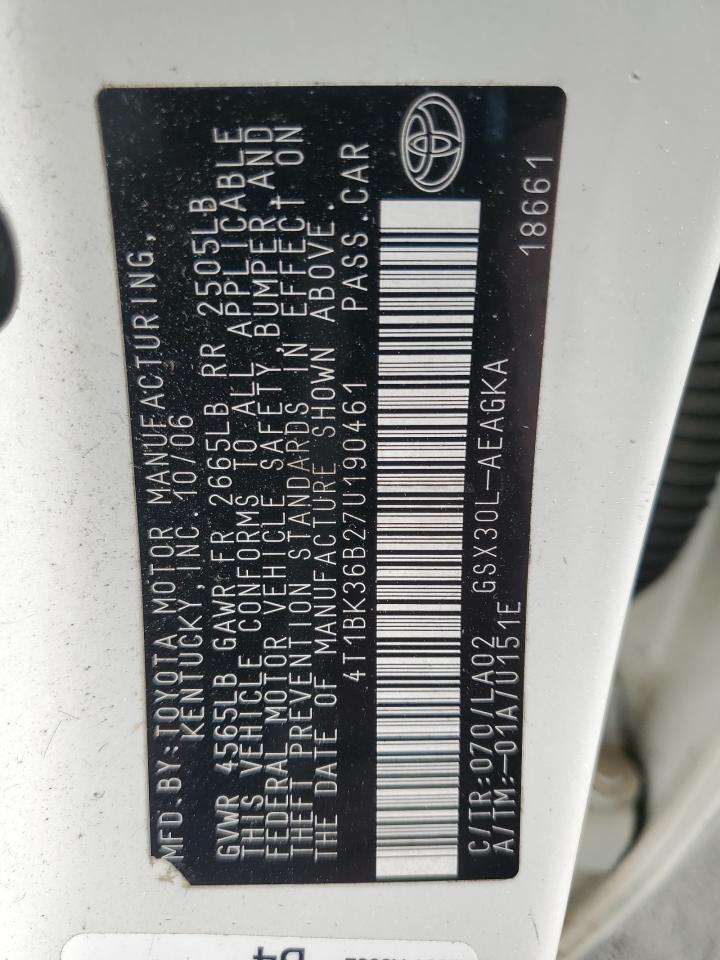 MFD.BY:TOYOTA MOTOR MANUFACTURING,
KENTUCKY, INC. 10/06
GVWR 4565LB GAWR FR 2665LB RR 2505LB
THIS VEHICLE CONFORMS TO ALL APPLICABLE
FEDERAL MOTOR VEHICLE SAFETY, BUMPER, AND
THEFT PREVENTION STANDARDS IN EFFECT ON
THE DATE OF MANUFACTURE SHOWN ABOVE.
4T1BK36B27U190461 PASS.CAR
C/TR:070/LA02 GSX30L-AEAGKA
A/TM:-01A/0151E 18661